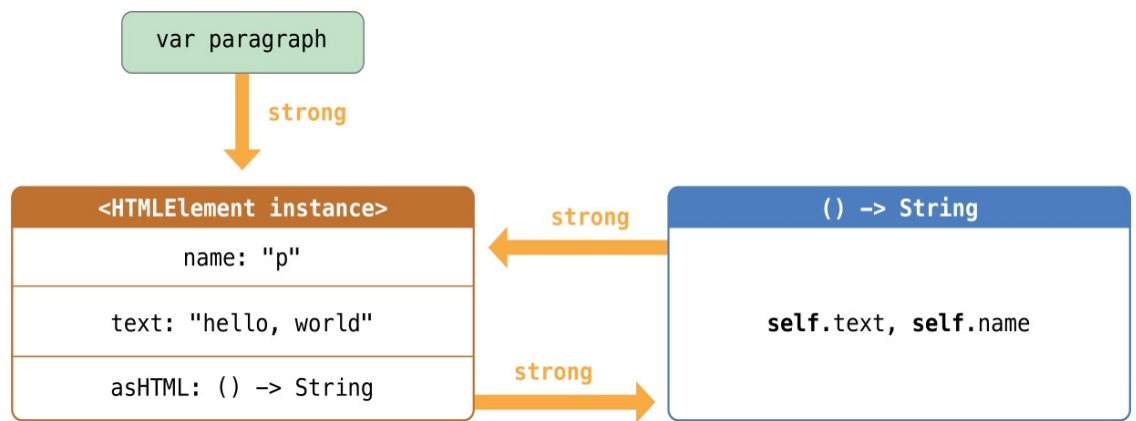 var paragraph
strong
<HTMLElement instance>
name: "p"
text: "hello, world"
asHTML: () -> String
strong
strong
() -> String
self.text, self.name